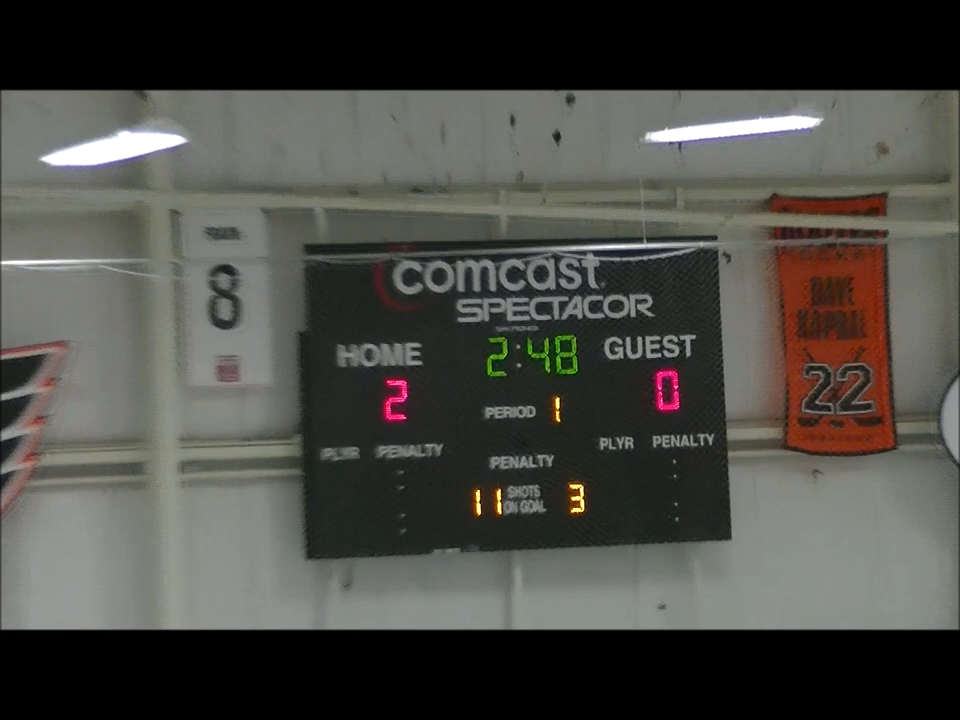 8
comcast
SPECTACOR
HOME
2:48
GUEST
2
PERIOD 1
0
PLYR PENALTY
PENALTY
PLYR PENALTY
11 SHOTS ON GOAL 3
DAVE
KAPRAL
22